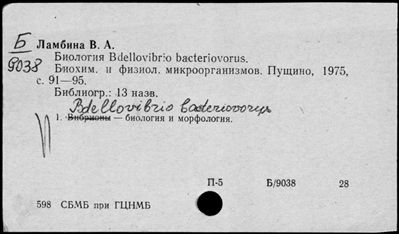 Б Ламбина В. А.
9038 Биология Bdellovibrio bacteriovorus.
Биохим. и физиол. микроорганизмов. Пущино, 1975,
с. 91—95.
Библиогр.: 13 назв.
Bdellovibrio bacteriovorus
1. Вибрионы — биология и морфология.
П-5 Б/9038 28
598 СБМБ при ГЦНМБ